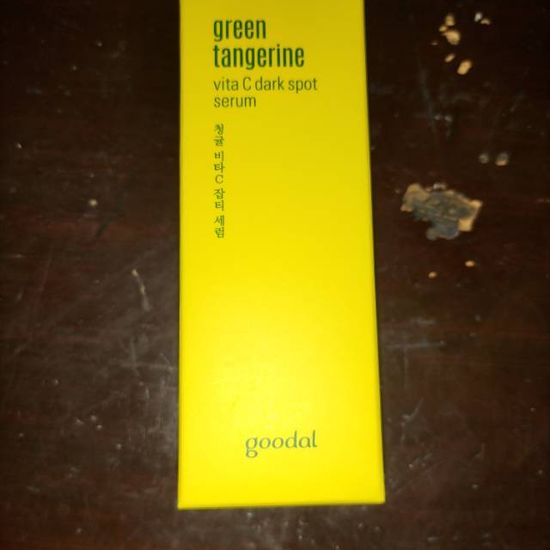 green
tangerine
vita C dark spot
serum
청귤 비타C 잡티 세럼
goodal